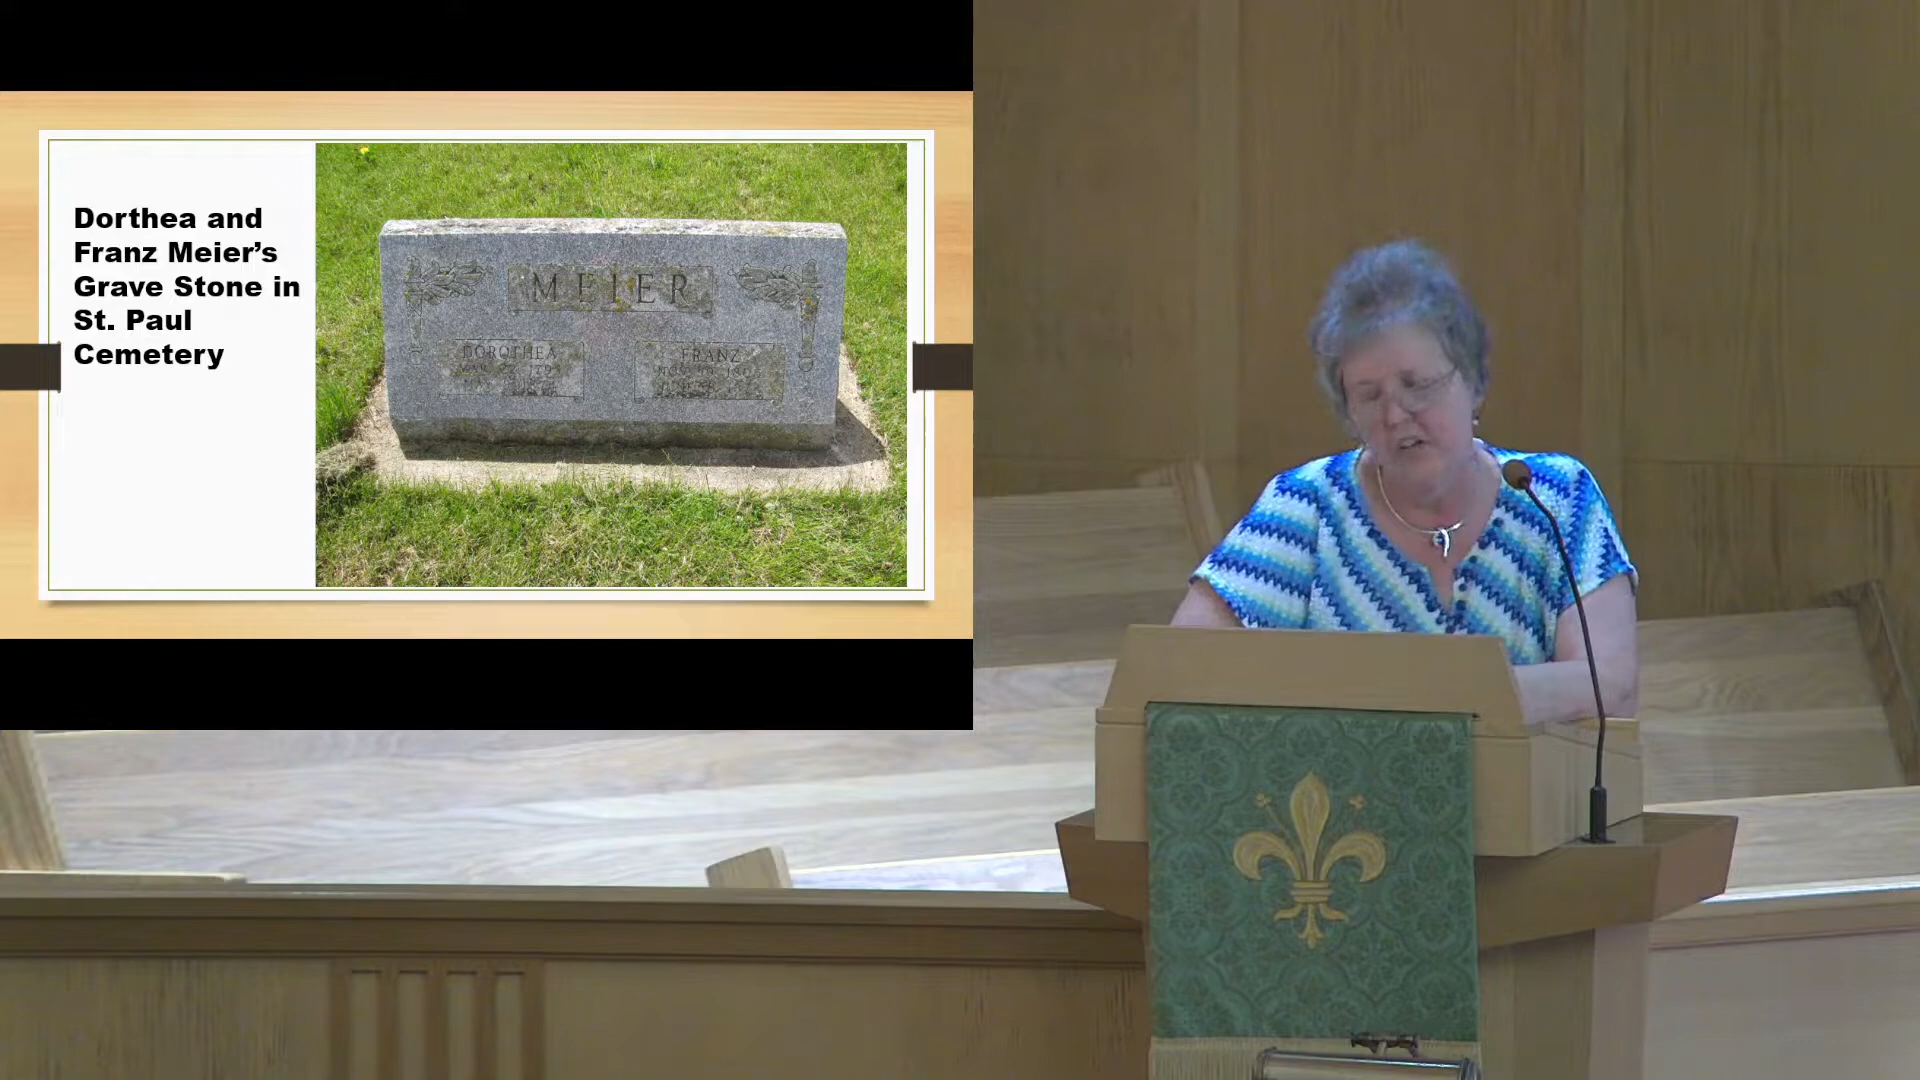 Dorthea and
Franz Meier’s
Grave Stone in
St. Paul
Cemetery
MEIER
DOROTHEA
FRANZ